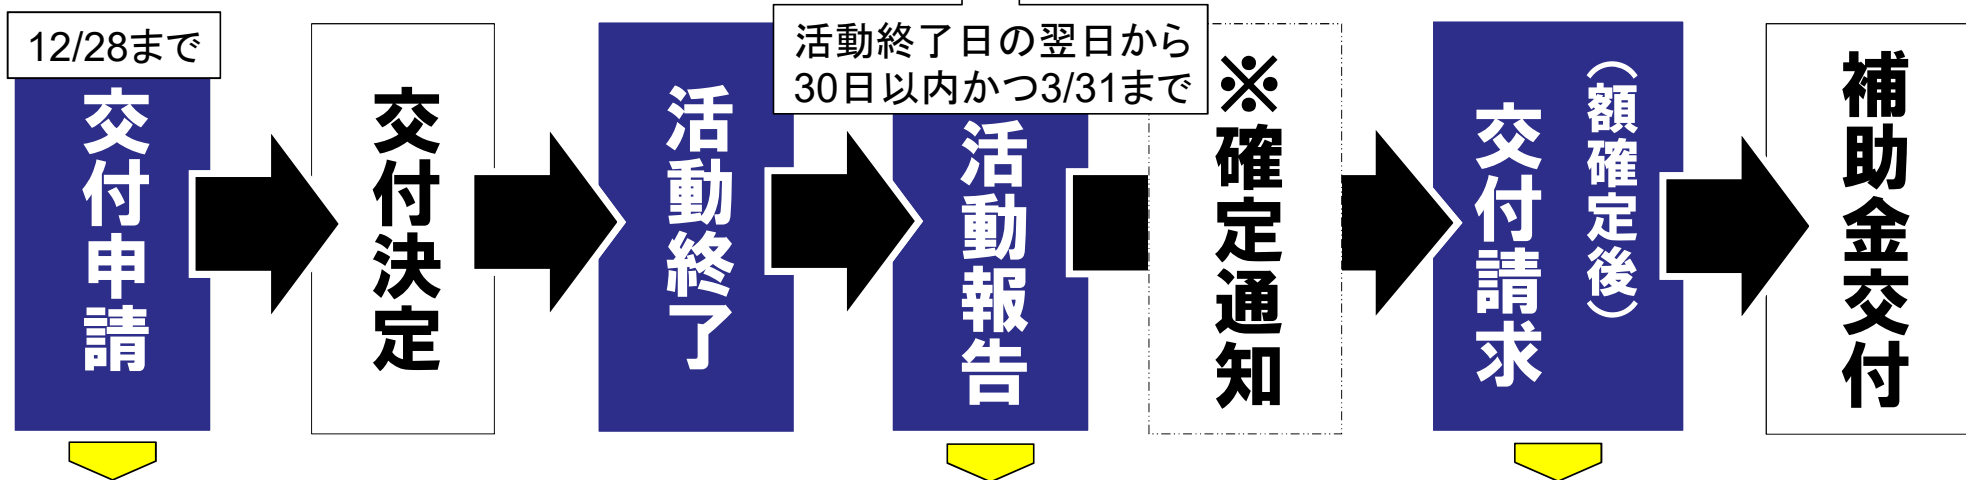 12/28まで
交付申請
交付決定
活動終了
活動終了日の翌日から
30日以内かつ3/31まで
活動報告
※確定通知
（額確定後）
交付請求
補助金交付